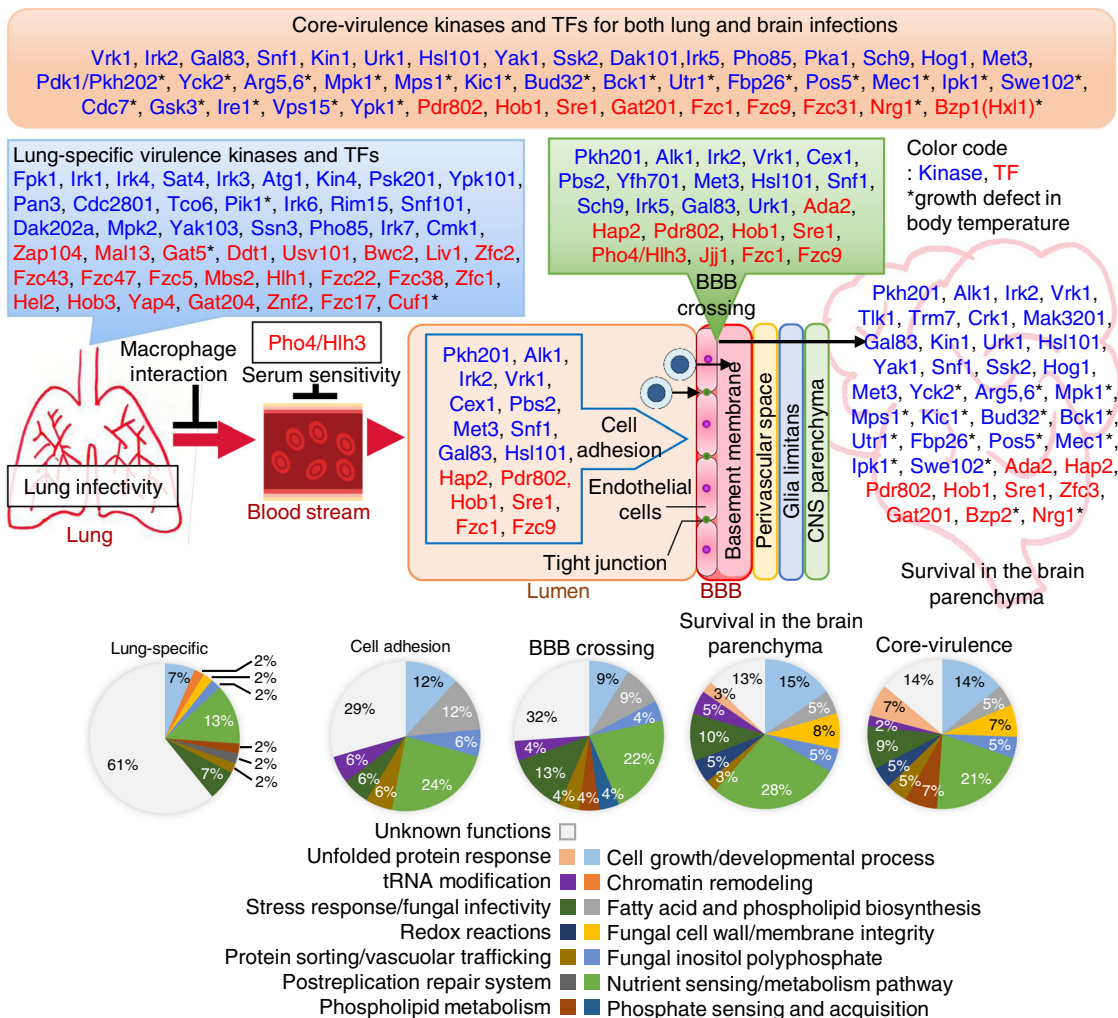 Core-virulence kinases and TFs for both lung and brain infections
Vrk1, Irk2, Gal83, Snf1, Kin1, Urk1, Hsl101, Yak1, Ssk2, Dak101,Irk5, Pho85, Pka1, Sch9, Hog1, Met3,
Pdk1/Pkh202*, Yck2*, Arg5,6*, Mpk1*, Mps1*, Kic1*, Bud32*, Bck1*, Utr1*, Fbp26*, Pos5*, Mec1*, Ipk1*, Swe102*,
Cdc7*, Gsk3*, Ire1*, Vps15*, Ypk1*, Pdr802, Hob1, Sre1, Gat201, Fzc1, Fzc9, Fzc31, Nrg1*, Bzp1(Hxl1)*
Lung-specific virulence kinases and TFs
Fpk1, Irk1, Irk4, Sat4, Irk3, Atg1, Kin4, Psk201, Ypk101,
Pan3, Cdc2801, Tco6, Pik1*, Irk6, Rim15, Snf101,
Dak202a, Mpk2, Yak103, Ssn3, Pho85, Irk7, Cmk1,
Zap104, Mal13, Gat5*, Ddt1, Usv101, Bwc2, Liv1, Zfc2,
Fzc43, Fzc47, Fzc5, Mbs2, Hlh1, Fzc22, Fzc38, Zfc1,
Hel2, Hob3, Yap4, Gat204, Znf2, Fzc17, Cuf1*
Pkh201, Alk1, Irk2, Vrk1, Cex1,
Pbs2, Yfh701, Met3, Hsl101, Snf1,
Sch9, Irk5, Gal83, Urk1, Ada2,
Hap2, Pdr802, Hob1, Sre1,
Pho4/Hlh3, Jjj1, Fzc1, Fzc9
Color code
: Kinase, TF
*growth defect in
body temperature
BBB
crossing
Macrophage
interaction
Pho4/Hlh3
Serum sensitivity
Lung infectivity
Lung
Blood stream
Pkh201, Alk1,
Irk2, Vrk1,
Cex1, Pbs2,
Met3, Snf1,
Gal83, Hsl101,
Hap2, Pdr802,
Hob1, Sre1,
Fzc1, Fzc9
Cell
adhesion
Endothelial
cells
Tight junction
Lumen
BBB
Basement membrane
Perivascular space
Glia limitans
CNS parenchyma
Pkh201, Alk1, Irk2, Vrk1,
Tlk1, Trm7, Crk1, Mak3201,
Gal83, Kin1, Urk1, Hsl101,
Yak1, Snf1, Ssk2, Hog1,
Met3, Yck2*, Arg5,6*, Mpk1*,
Mps1*, Kic1*, Bud32*, Bck1*,
Utr1*, Fbp26*, Pos5*, Mec1*,
Ipk1*, Swe102*, Ada2, Hap2,
Pdr802, Hob1, Sre1, Zfc3,
Gat201, Bzp2*, Nrg1*
Survival in the brain
parenchyma
Lung-specific
7%
2%
2%
2%
13%
2%
2%
2%
7%
61%
Cell adhesion
12%
12%
6%
24%
6%
6%
6%
29%
BBB crossing
9%
9%
4%
22%
4%
4%
4%
13%
4%
32%
Survival in the brain
parenchyma
15%
5%
8%
5%
28%
3%
5%
10%
5%
3%
13%
Core-virulence
14%
5%
7%
5%
21%
7%
5%
5%
9%
2%
7%
14%
Unknown functions
Unfolded protein response
Cell growth/developmental process
tRNA modification
Chromatin remodeling
Stress response/fungal infectivity
Fatty acid and phospholipid biosynthesis
Redox reactions
Fungal cell wall/membrane integrity
Protein sorting/vascuolar trafficking
Fungal inositol polyphosphate
Postreplication repair system
Nutrient sensing/metabolism pathway
Phospholipid metabolism
Phosphate sensing and acquisition